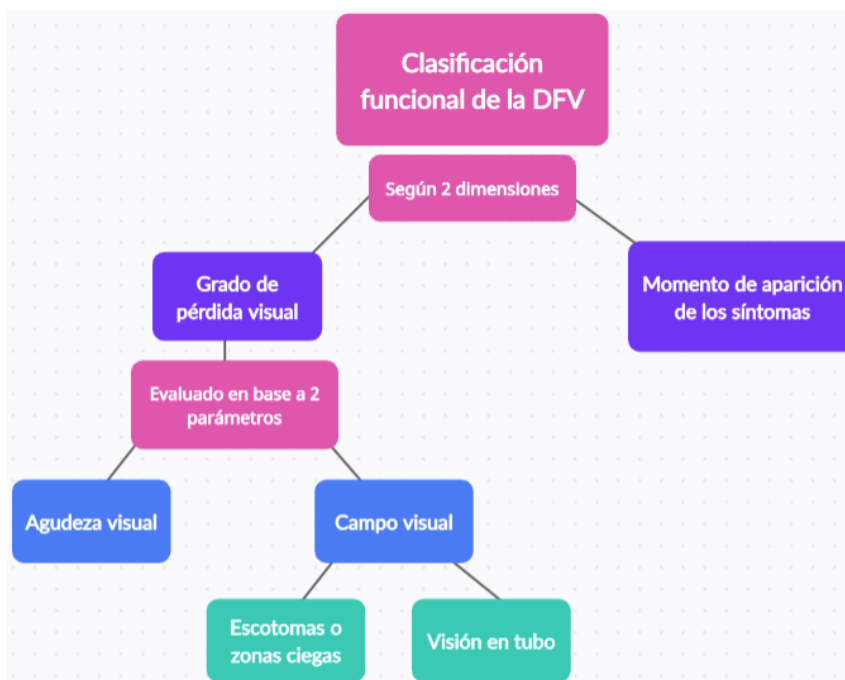 Clasificación
funcional de la DFV
Según 2 dimensiones
Grado de
pérdida visual
Momento de aparición
de los síntomas
Evaluado en base a 2
parámetros
Agudeza visual
Campo visual
Escotomas o
zonas ciegas
Visión en tubo